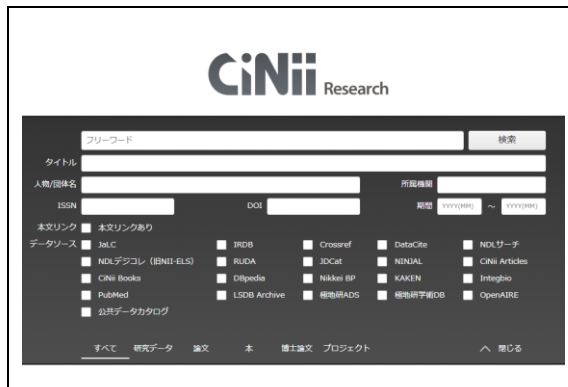 CiNii Research
フリーワード 検索
タイトル
人物/団体名 所属機関
ISSN DOI 期間 YYYY(MM) ～ YYYY(MM)
本文リンク 本文リンクあり
データソース JaLC IRDB Crossref DataCite NDLサーチ
NDLデジコレ（旧NII-ELS） RUDA JDCat NINJAL CiNii Articles
CiNii Books DBpedia Nikkei BP KAKEN Integbio
PubMed LSDB Archive 極地研ADS 極地研学術DB OpenAIRE
公共データカタログ
すべて 研究データ 論文 本 博士論文 プロジェクト へ 閉じる